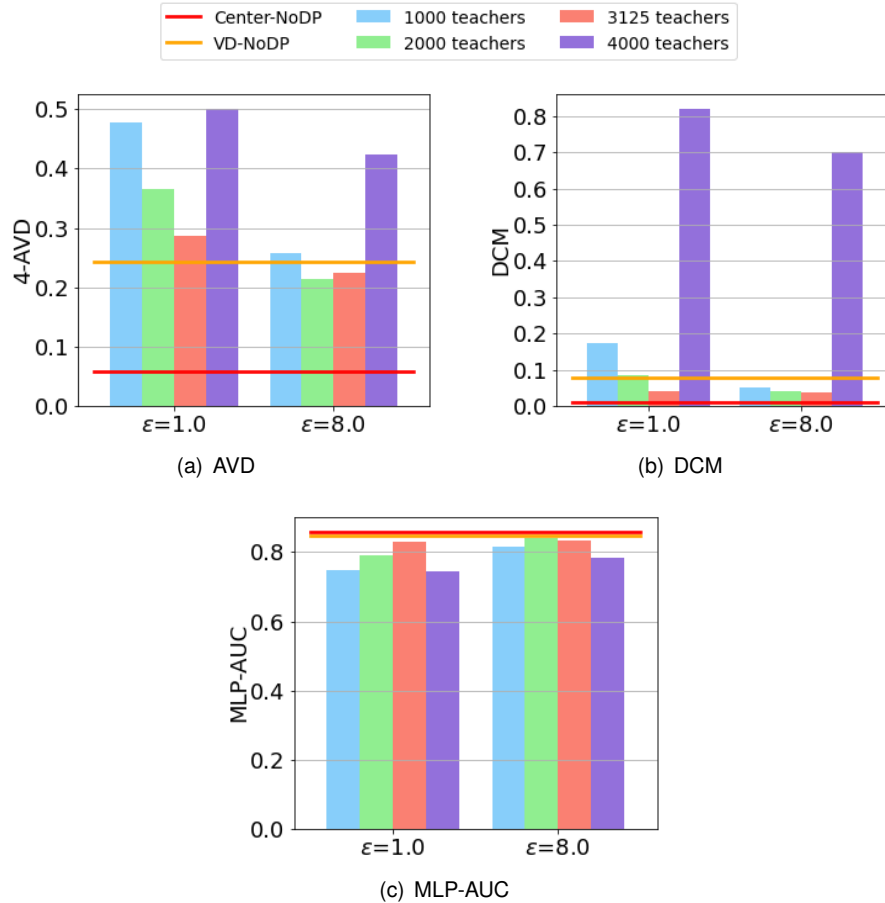 Center-NoDP
VD-NoDP
1000 teachers
2000 teachers
3125 teachers
4000 teachers
4-AVD
0.5
0.4
0.3
0.2
0.1
0.0
ε=1.0
ε=8.0
(a) AVD
DCM
0.8
0.7
0.6
0.5
0.4
0.3
0.2
0.1
0.0
ε=1.0
ε=8.0
(b) DCM
MLP-AUC
0.8
0.6
0.4
0.2
0.0
ε=1.0
ε=8.0
(c) MLP-AUC